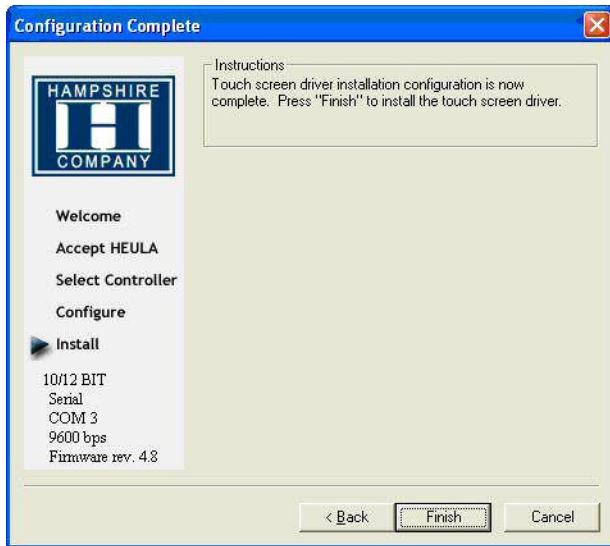 Configuration Complete
HAMPSHIRE
H
COMPANY
Welcome
Accept HEULA
Select Controller
Configure
Install
10/12 BIT
Serial
COM 3
9600 bps
Firmware rev. 4.8
Instructions
Touch screen driver installation configuration is now
complete. Press "Finish" to install the touch screen driver.
< Back
Finish
Cancel